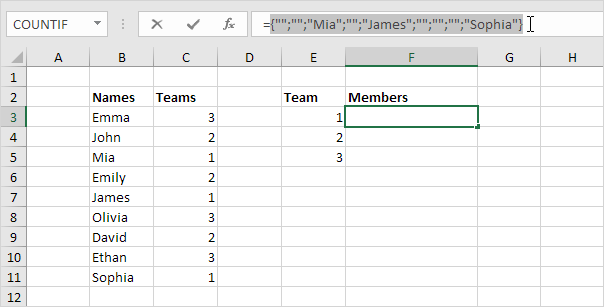 COUNTIF fx ={"";"";"Mia";"";"James";"";"";"";"Sophia"}
A B C D E F G H
1
2 Names Teams Team Members
3 Emma 3 1
4 John 2 2
5 Mia 1 3
6 Emily 2
7 James 1
8 Olivia 3
9 David 2
10 Ethan 3
11 Sophia 1
12